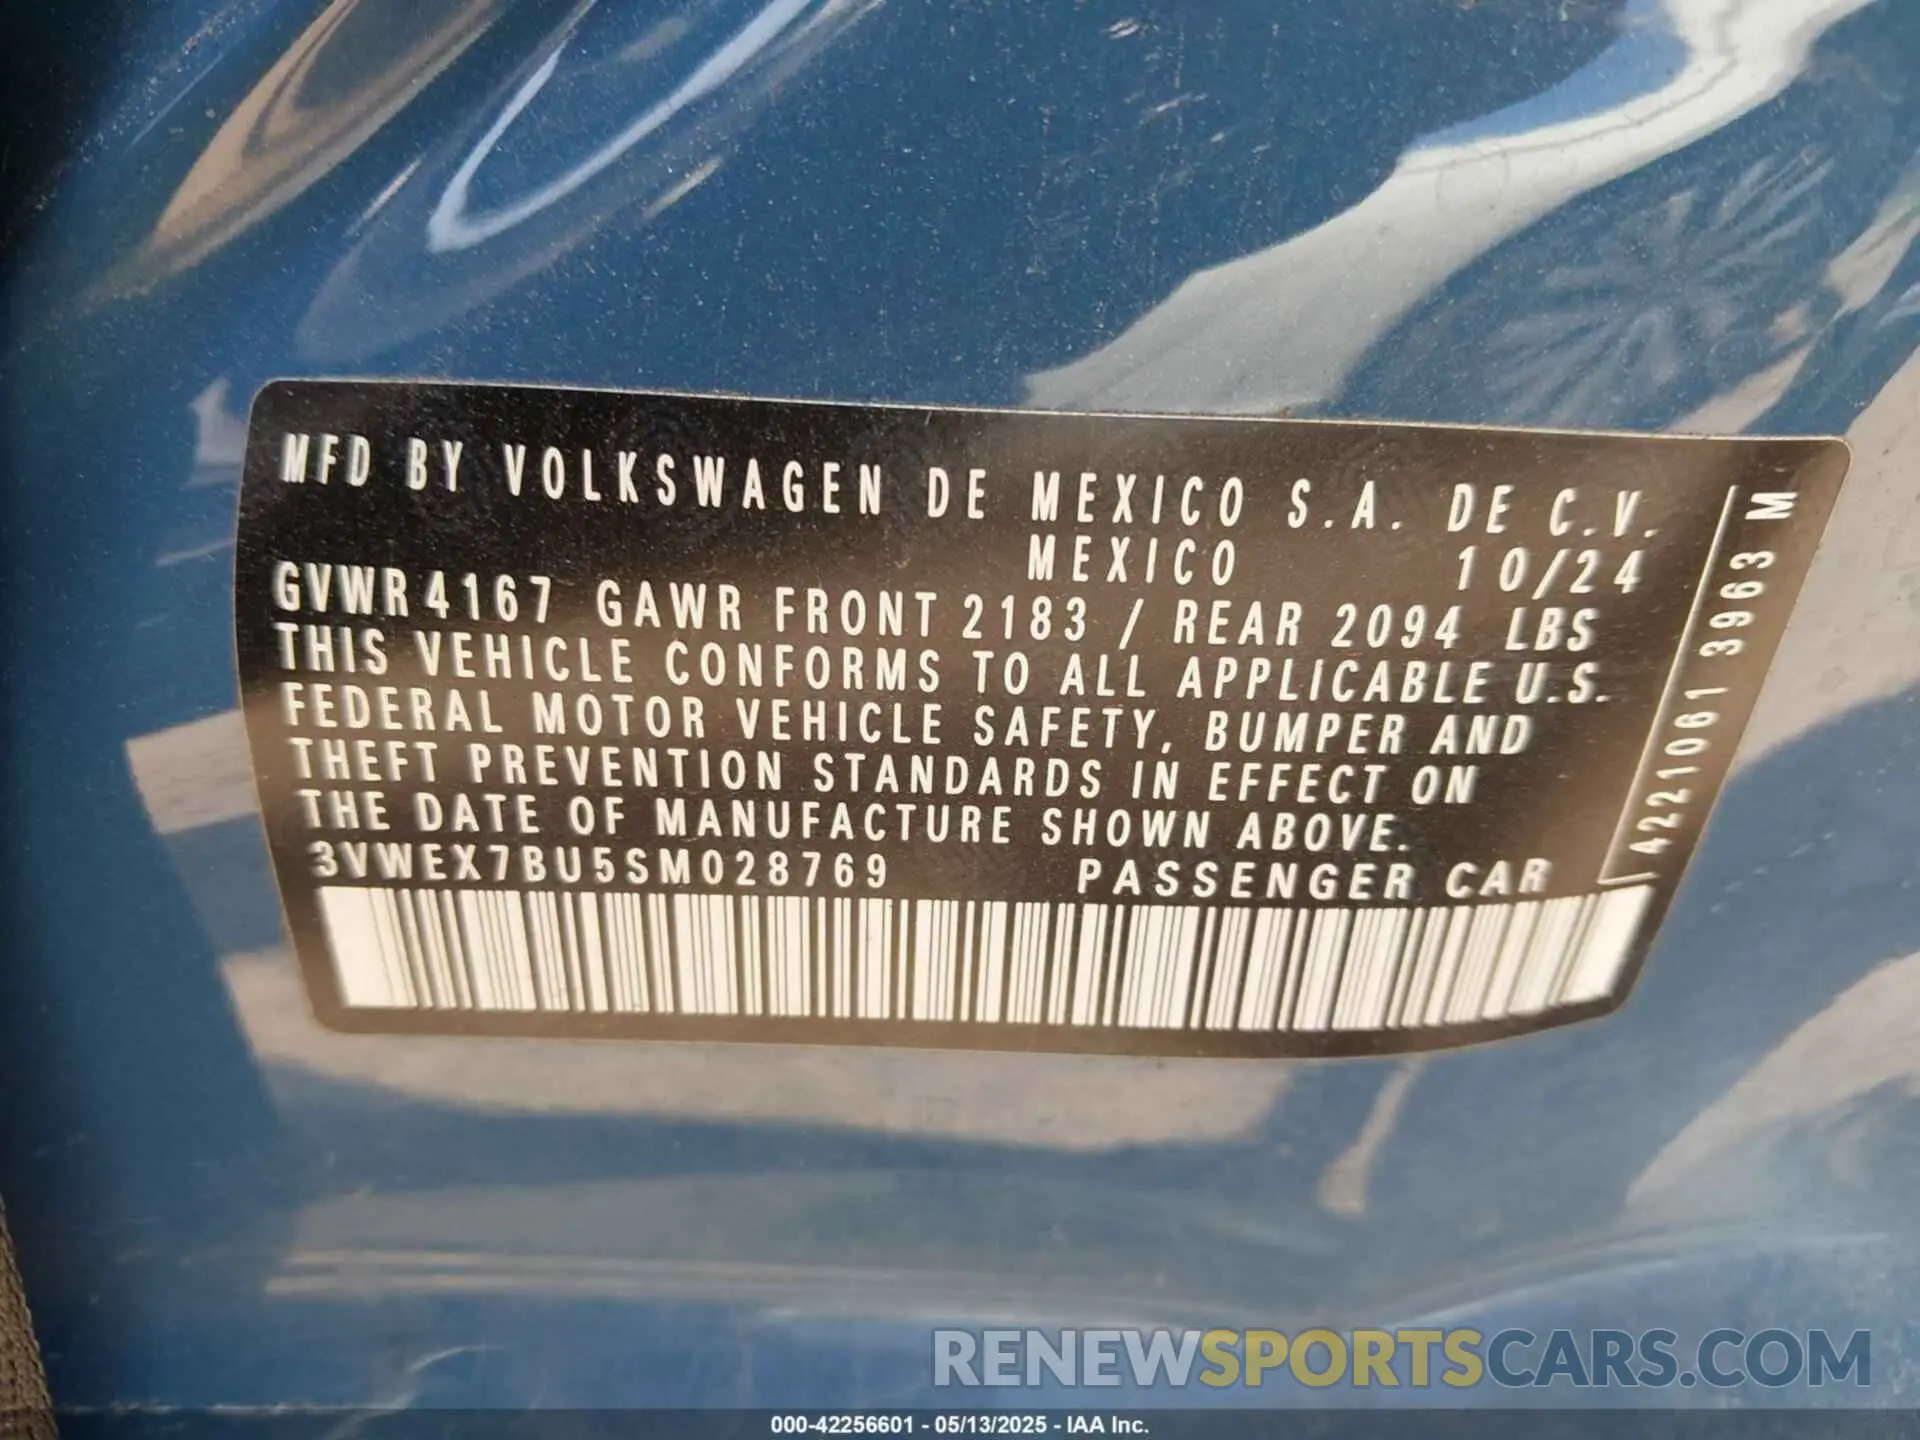 MFD BY VOLKSWAGEN DE MEXICO S.A. DE C.V.
MEXICO 10/24
GVWR 4167 GAWR FRONT 2183 / REAR 2094 LBS
THIS VEHICLE CONFORMS TO ALL APPLICABLE U.S.
FEDERAL MOTOR VEHICLE SAFETY, BUMPER AND
THEFT PREVENTION STANDARDS IN EFFECT ON
THE DATE OF MANUFACTURE SHOWN ABOVE.
3VWEX7BU5SM028769 PASSENGER CAR
4221061 3963 M
RENEWSPORTSCARS.COM
000-42256601 - 05/13/2025 - IAA Inc.